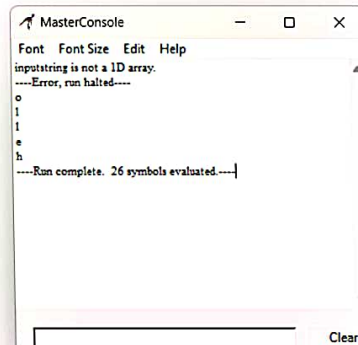 MasterConsole
Font Font Size Edit Help
inputstring is not a 1D array.
----Error, run halted----
o
l
l
e
h
----Run complete.  26 symbols evaluated.----
Clear